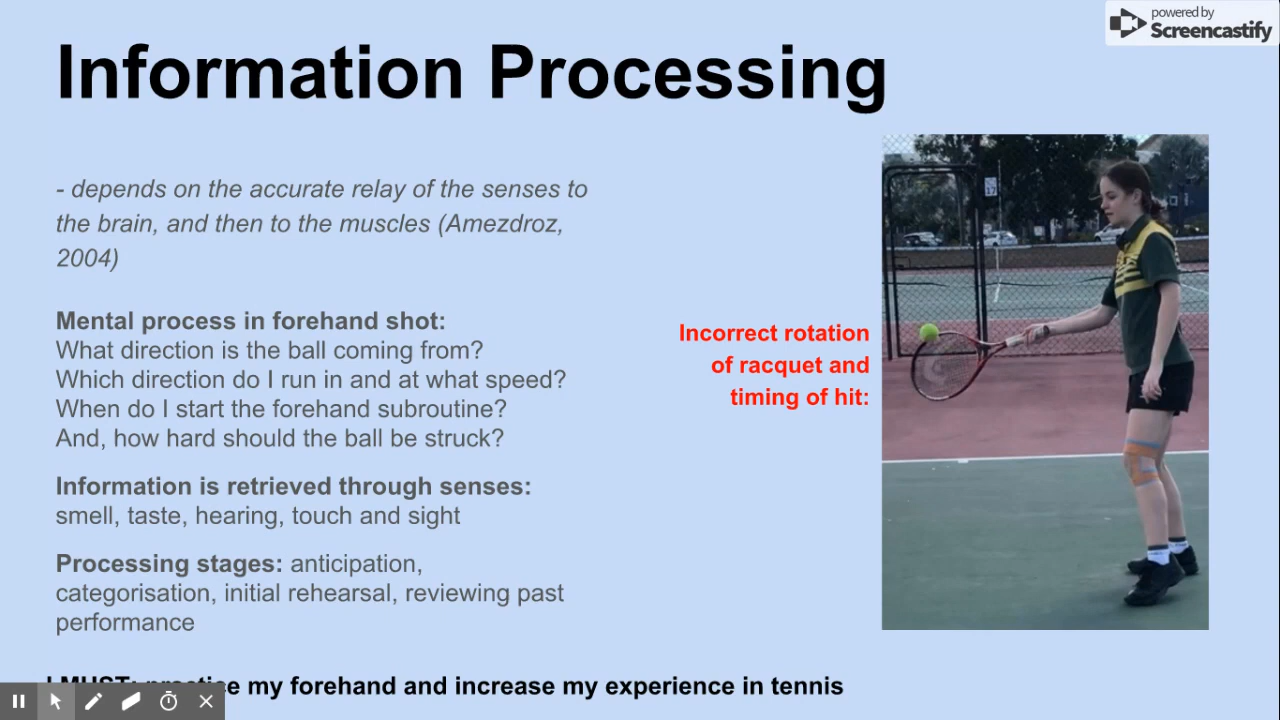 powered by
Screencastify
Information Processing
- depends on the accurate relay of the senses to
the brain, and then to the muscles (Amezdroz,
2004)
Mental process in forehand shot:
What direction is the ball coming from?
Which direction do I run in and at what speed?
When do I start the forehand subroutine?
And, how hard should the ball be struck?
Information is retrieved through senses:
smell, taste, hearing, touch and sight
Processing stages: anticipation,
categorisation, initial rehearsal, reviewing past
performance
Incorrect rotation
of racquet and
timing of hit:
17
I MUST: practise my forehand and increase my experience in tennis